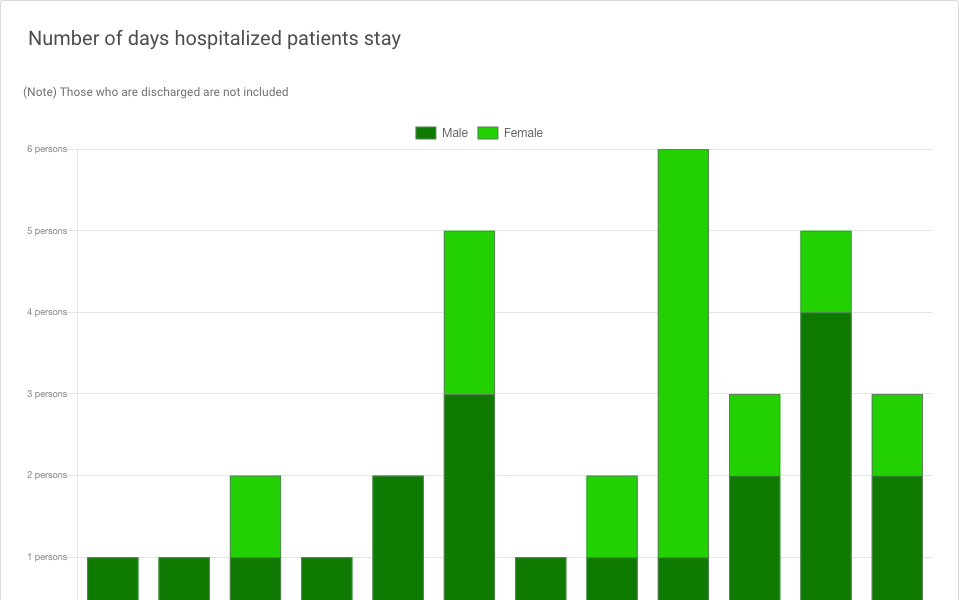 Number of days hospitalized patients stay
(Note) Those who are discharged are not included
Male Female
6 persons
5 persons
4 persons
3 persons
2 persons
1 persons